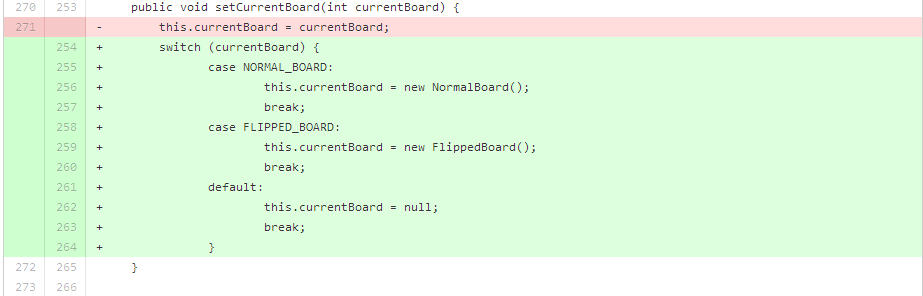 270 253 public void setCurrentBoard(int currentBoard) {
271 - this.currentBoard = currentBoard;
254 + switch (currentBoard) {
255 + case NORMAL_BOARD:
256 + this.currentBoard = new NormalBoard();
257 + break;
258 + case FLIPPED_BOARD:
259 + this.currentBoard = new FlippedBoard();
260 + break;
261 + default:
262 + this.currentBoard = null;
263 + break;
264 + }
272 265 }
273 266